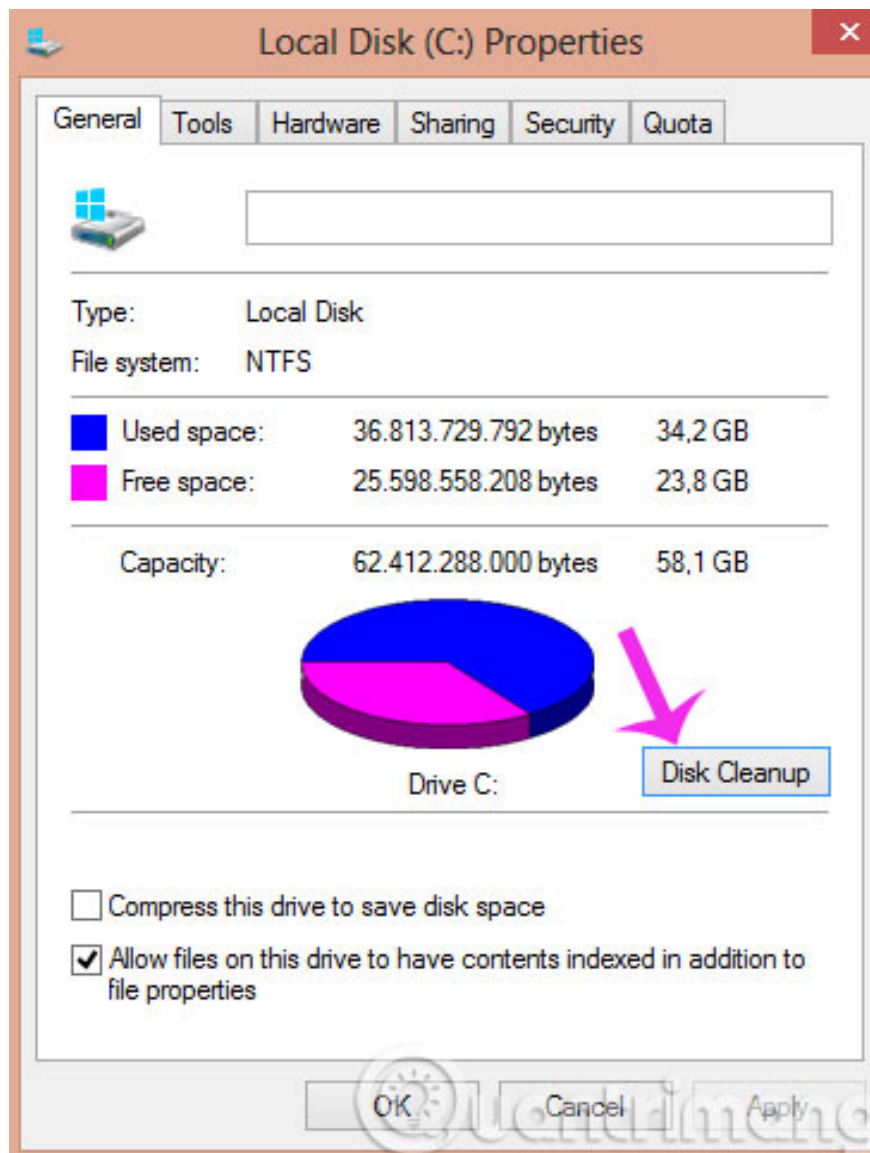 Local Disk (C:) Properties
General Tools Hardware Sharing Security Quota
Type: Local Disk
File system: NTFS
Used space: 36.813.729.792 bytes 34,2 GB
Free space: 25.598.558.208 bytes 23,8 GB
Capacity: 62.412.288.000 bytes 58,1 GB
Drive C:
Disk Cleanup
Compress this drive to save disk space
Allow files on this drive to have contents indexed in addition to
file properties
OK Cancel Apply